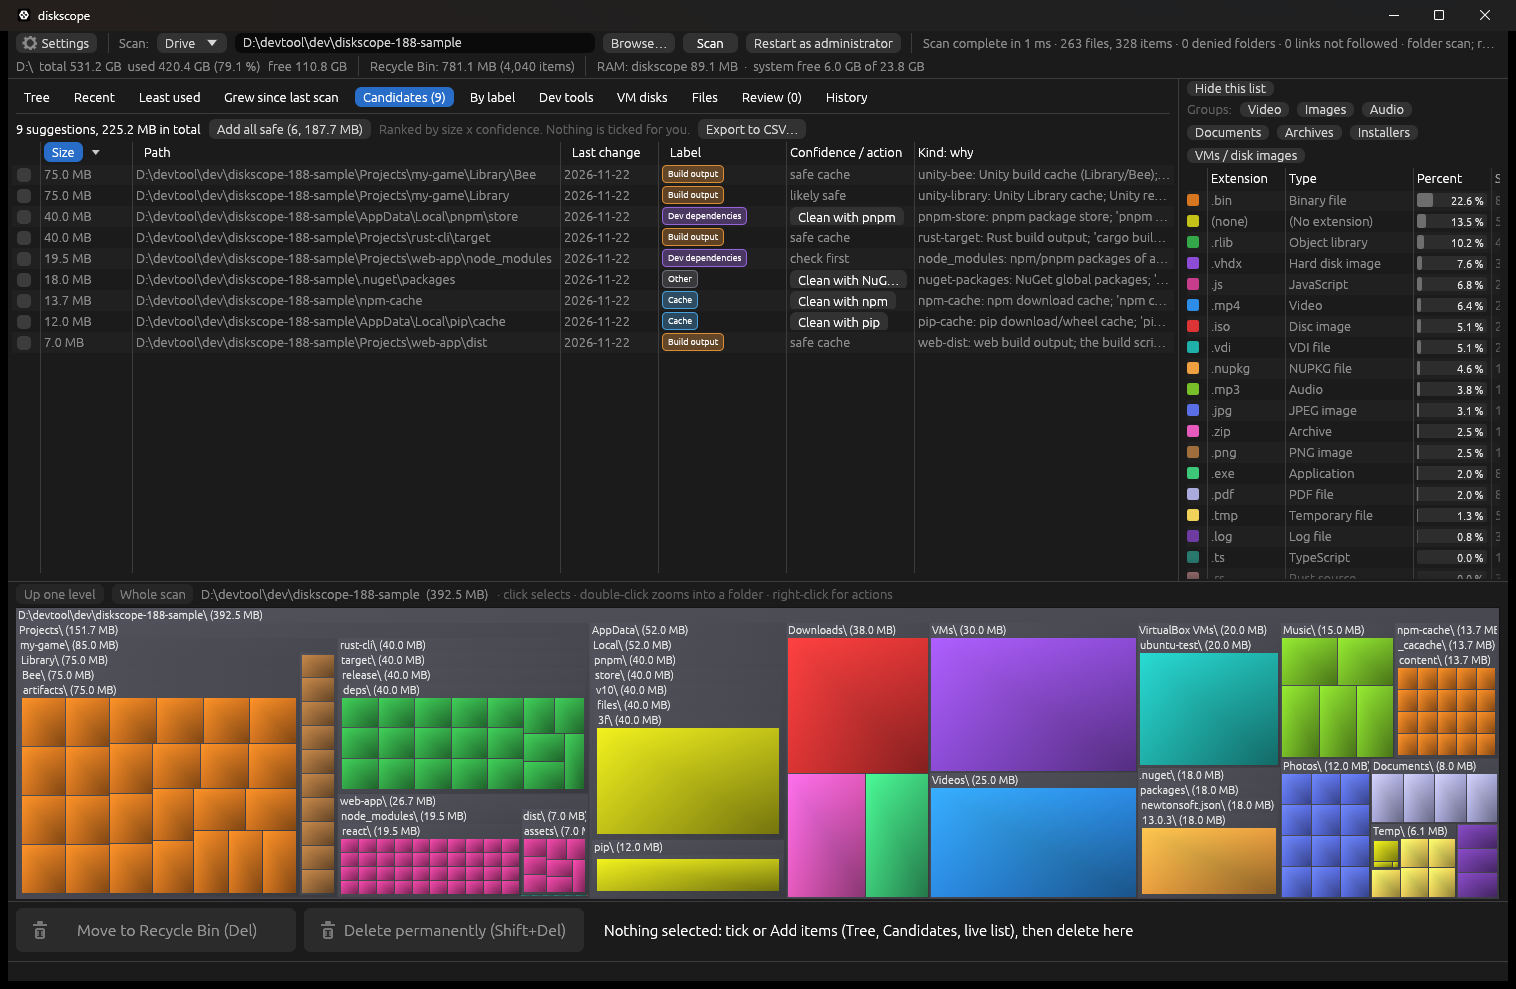 diskscope
Settings Scan: Drive D:\devtool\dev\diskscope-188-sample Browse... Scan Restart as administrator Scan complete in 1 ms · 263 files, 328 items · 0 denied folders · 0 links not followed · folder scan; r...
D:\ total 531.2 GB used 420.4 GB (79.1 %) free 110.8 GB Recycle Bin: 781.1 MB (4,040 items) RAM: diskscope 89.1 MB · system free 6.0 GB of 23.8 GB
Tree Recent Least used Grew since last scan Candidates (9) By label Dev tools VM disks Files Review (0) History
9 suggestions, 225.2 MB in total Add all safe (6, 187.7 MB) Ranked by size x confidence. Nothing is ticked for you. Export to CSV...
Size Path Last change Label Confidence / action Kind: why
75.0 MB D:\devtool\dev\diskscope-188-sample\Projects\my-game\Library\Bee 2026-11-22 Build output safe cache unity-bee: Unity build cache (Library/Bee);...
75.0 MB D:\devtool\dev\diskscope-188-sample\Projects\my-game\Library 2026-11-22 Build output likely safe unity-library: Unity Library cache; Unity re...
40.0 MB D:\devtool\dev\diskscope-188-sample\AppData\Local\pnpm\store 2026-11-22 Dev dependencies Clean with pnpm pnpm-store: pnpm package store; 'pnpm ...
40.0 MB D:\devtool\dev\diskscope-188-sample\Projects\rust-cli\target 2026-11-22 Build output safe cache rust-target: Rust build output; 'cargo buil...
19.5 MB D:\devtool\dev\diskscope-188-sample\Projects\web-app\node_modules 2026-11-22 Dev dependencies check first node_modules: npm/pnpm packages of a...
18.0 MB D:\devtool\dev\diskscope-188-sample\.nuget\packages 2026-11-22 Other Clean with NuG... nuget-packages: NuGet global packages; '...
13.7 MB D:\devtool\dev\diskscope-188-sample\npm-cache 2026-11-22 Cache Clean with npm npm-cache: npm download cache; 'npm c...
12.0 MB D:\devtool\dev\diskscope-188-sample\AppData\Local\pip\cache 2026-11-22 Cache Clean with pip pip-cache: pip download/wheel cache; 'pi...
7.0 MB D:\devtool\dev\diskscope-188-sample\Projects\web-app\dist 2026-11-22 Build output safe cache web-dist: web build output; the build scri...
Hide this list
Groups: Video Images Audio
Documents Archives Installers
VMs / disk images
Extension Type Percent S
.bin Binary file 22.6 %
(none) (No extension) 13.5 %
.rlib Object library 10.2 %
.vhdx Hard disk image 7.6 %
.js JavaScript 6.8 %
.mp4 Video 6.4 %
.iso Disc image 5.1 %
.vdi VDI file 5.1 %
.nupkg NUPKG file 4.6 %
.mp3 Audio 3.8 %
.jpg JPEG image 3.1 %
.zip Archive 2.5 %
.png PNG image 2.5 %
.exe Application 2.0 %
.pdf PDF file 2.0 %
.tmp Temporary file 1.3 %
.log Log file 0.8 %
.ts TypeScript 0.0 %
Up one level Whole scan D:\devtool\dev\diskscope-188-sample (392.5 MB) · click selects · double-click zooms into a folder · right-click for actions
D:\devtool\dev\diskscope-188-sample\ (392.5 MB)
Projects\ (151.7 MB)
my-game\ (85.0 MB)
Library\ (75.0 MB)
Bee\ (75.0 MB)
artifacts\ (75.0 MB)
rust-cli\ (40.0 MB)
target\ (40.0 MB)
release\ (40.0 MB)
deps\ (40.0 MB)
web-app\ (26.7 MB)
node_modules\ (19.5 MB)
react\ (19.5 MB)
dist\ (7.0 MB)
assets\ (7.0
AppData\ (52.0 MB)
Local\ (52.0 MB)
pnpm\ (40.0 MB)
store\ (40.0 MB)
v10\ (40.0 MB)
files\ (40.0 MB)
3f\ (40.0 MB)
pip\ (12.0 MB)
Downloads\ (38.0 MB)
VMs\ (30.0 MB)
Videos\ (25.0 MB)
VirtualBox VMs\ (20.0 MB)
ubuntu-test\ (20.0 MB)
.nuget\ (18.0 MB)
packages\ (18.0 MB)
newtonsoft.json\ (18.0 MB)
13.0.3\ (18.0 MB)
Music\ (15.0 MB)
npm-cache\ (13.7
_cacache\ (13.7 MB)
content\ (13.7 MB)
Photos\ (12.0 MB)
Documents\ (8.0 MB)
Temp\ (6.1 MB)
Move to Recycle Bin (Del) Delete permanently (Shift+Del) Nothing selected: tick or Add items (Tree, Candidates, live list), then delete here